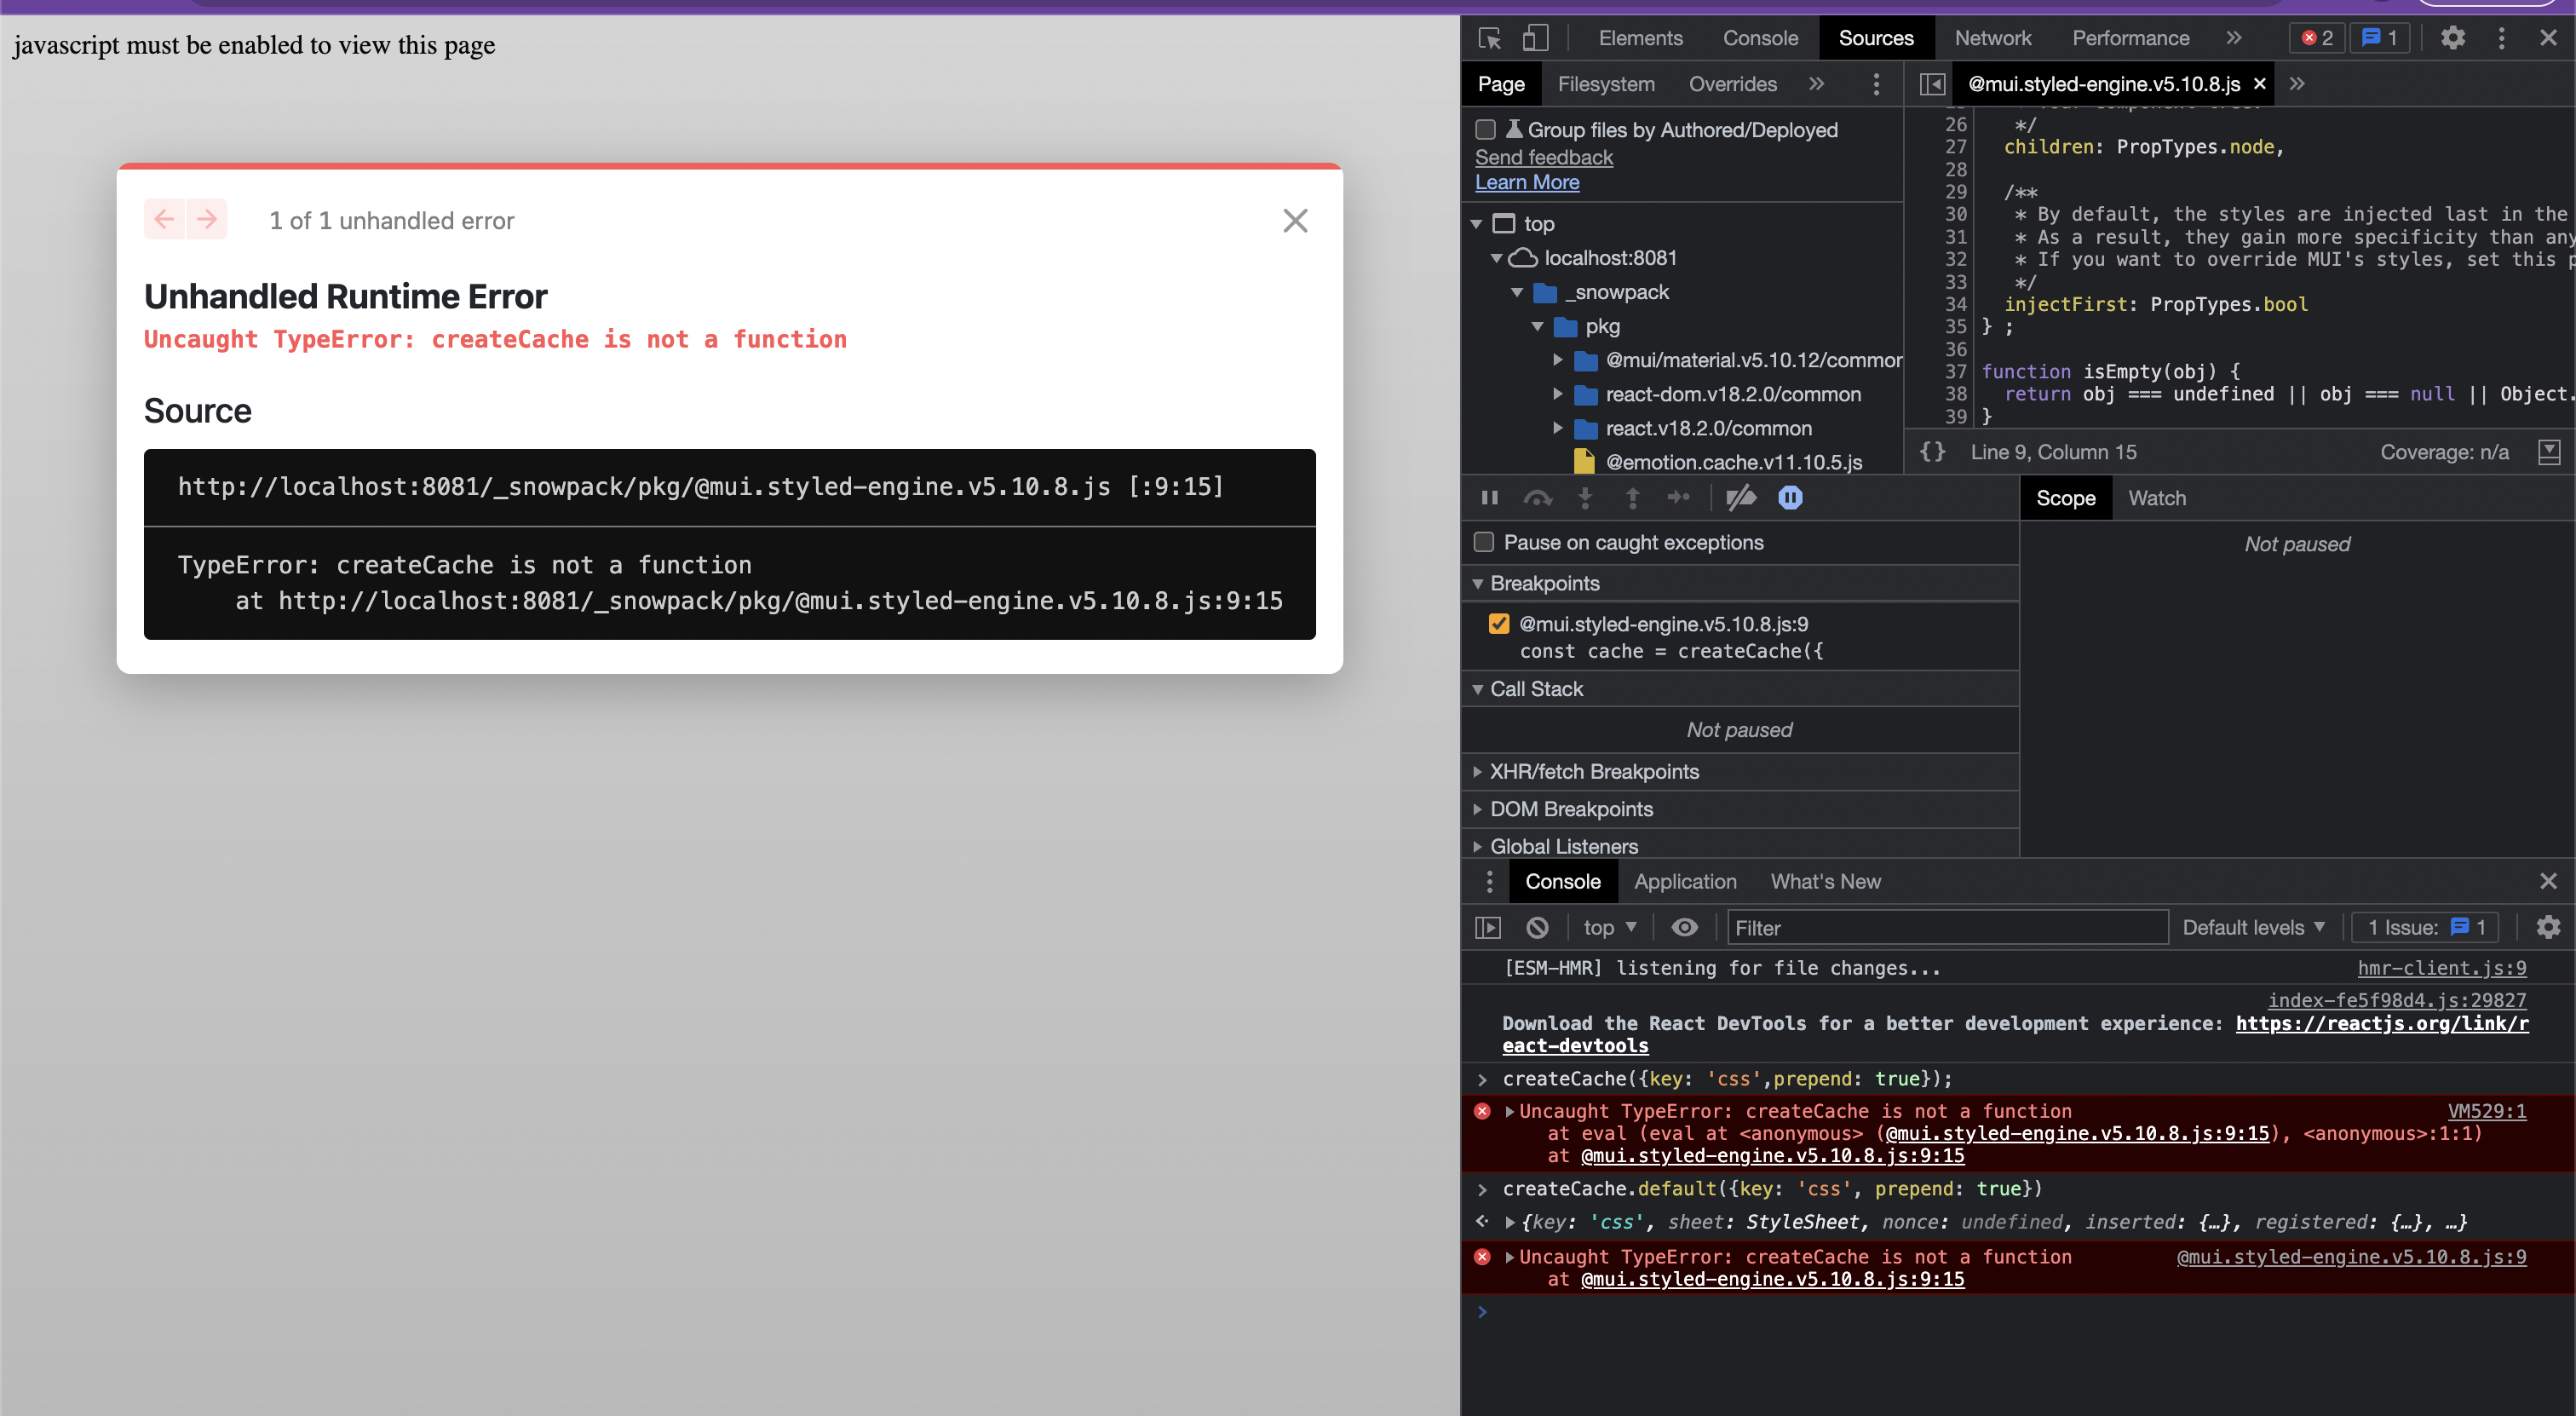 javascript must be enabled to view this page
1 of 1 unhandled error
Unhandled Runtime Error
Uncaught TypeError: createCache is not a function
Source
http://localhost:8081/_snowpack/pkg/@mui.styled-engine.v5.10.8.js [:9:15]
TypeError: createCache is not a function
at http://localhost:8081/_snowpack/pkg/@mui.styled-engine.v5.10.8.js:9:15
Elements Console Sources Network Performance » 2 1
Page Filesystem Overrides »
Group files by Authored/Deployed
Send feedback
Learn More
top
localhost:8081
_snowpack
pkg
@mui/material.v5.10.12/common
react-dom.v18.2.0/common
react.v18.2.0/common
@emotion.cache.v11.10.5.js
@mui.styled-engine.v5.10.8.js × »
26 */
27 children: PropTypes.node,
28
29 /**
30 * By default, the styles are injected last in the
31 * As a result, they gain more specificity than any
32 * If you want to override MUI's styles, set this p
33 */
34 injectFirst: PropTypes.bool
35 } ;
36
37 function isEmpty(obj) {
38 return obj === undefined || obj === null || Object.
39 }
{} Line 9, Column 15 Coverage: n/a
Pause on caught exceptions
Breakpoints
@mui.styled-engine.v5.10.8.js:9
const cache = createCache({
Call Stack
Not paused
XHR/fetch Breakpoints
DOM Breakpoints
Global Listeners
Scope Watch
Not paused
Console Application What's New
top Filter Default levels 1 Issue: 1
[ESM-HMR] listening for file changes... hmr-client.js:9
index-fe5f98d4.js:29827
Download the React DevTools for a better development experience: https://reactjs.org/link/r
eact-devtools
> createCache({key: 'css',prepend: true});
Uncaught TypeError: createCache is not a function VM529:1
at eval (eval at <anonymous> (@mui.styled-engine.v5.10.8.js:9:15), <anonymous>:1:1)
at @mui.styled-engine.v5.10.8.js:9:15
> createCache.default({key: 'css', prepend: true})
{key: 'css', sheet: StyleSheet, nonce: undefined, inserted: {…}, registered: {…}, …}
Uncaught TypeError: createCache is not a function @mui.styled-engine.v5.10.8.js:9
at @mui.styled-engine.v5.10.8.js:9:15
>